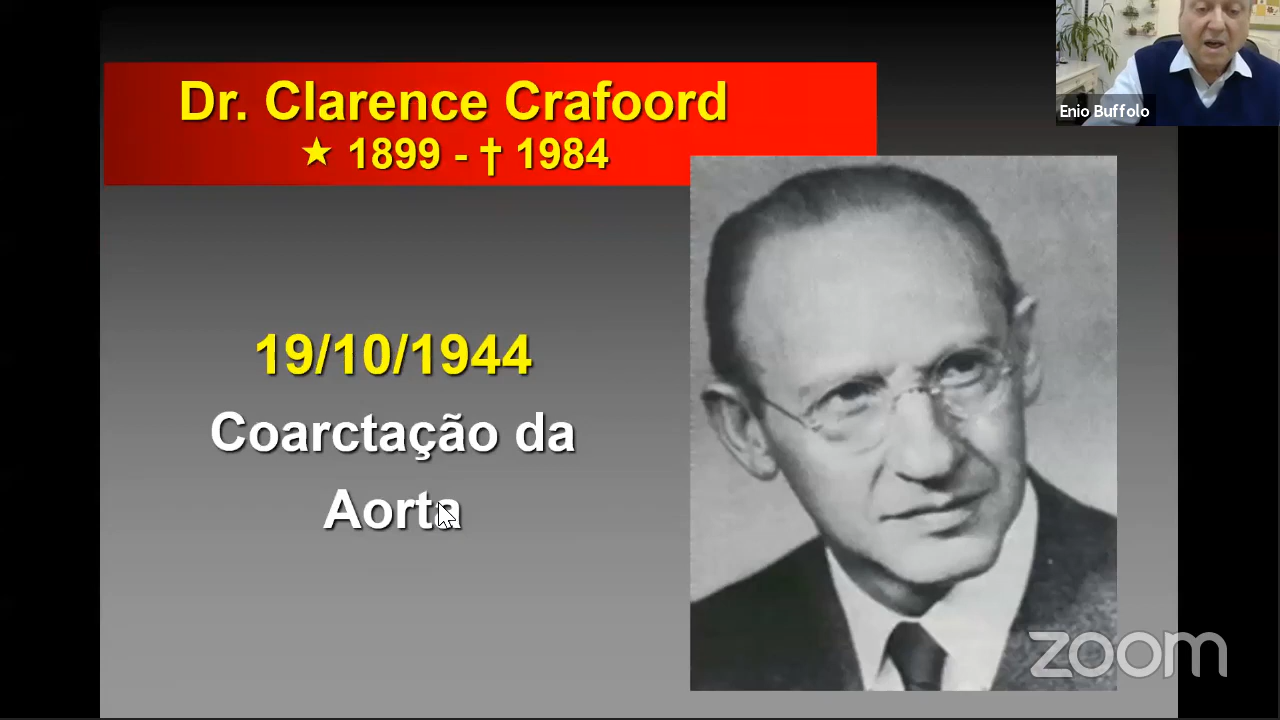 Dr. Clarence Crafoord
★ 1899 - † 1984
Enio Buffolo
19/10/1944
Coarctação da
Aorta
zoom